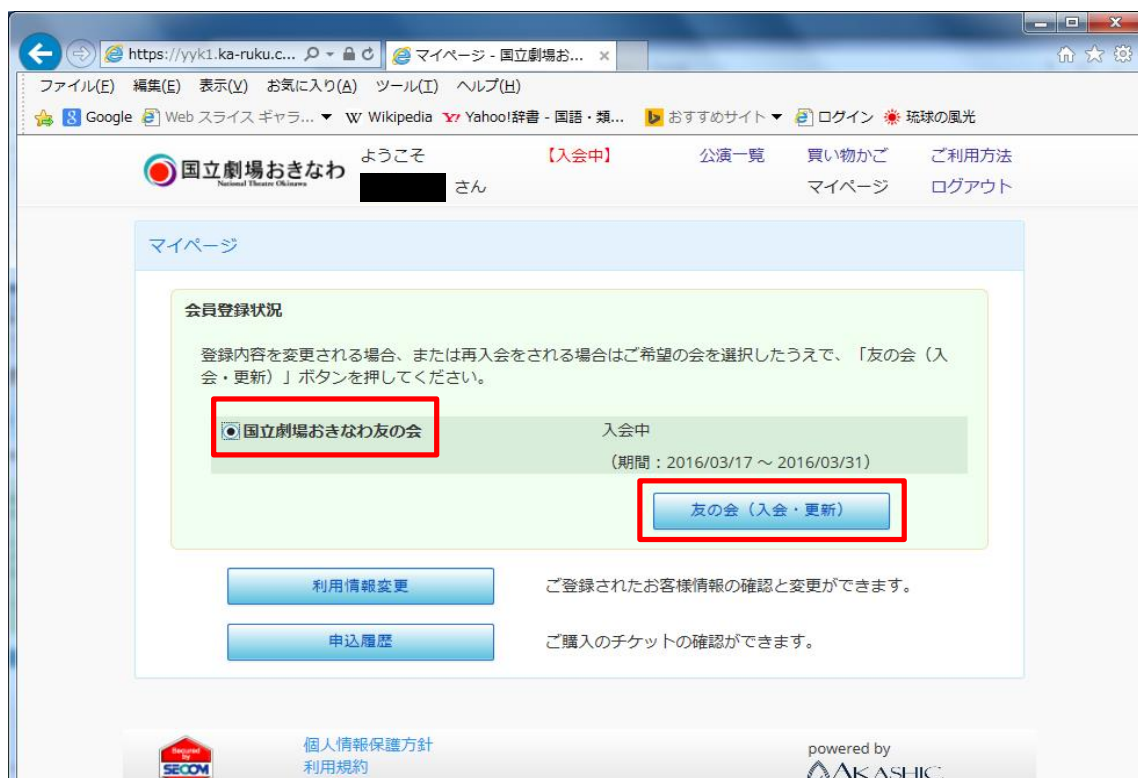 https://yyk1.ka-ruku.c...
マイページ - 国立劇場お...
ファイル(F) 編集(E) 表示(V) お気に入り(A) ツール(T) ヘルプ(H)
Google Web スライス ギャラ... Wikipedia Yahoo!辞書 - 国語・類... おすすめサイト ログイン 琉球の風光
国立劇場おきなわ
National Theatre Okinawa
ようこそ 【入会中】 公演一覧 買い物かご ご利用方法
さん マイページ ログアウト
マイページ
会員登録状況
登録内容を変更される場合、または再入会をされる場合はご希望の会を選択したうえで、「友の会（入
会・更新）」ボタンを押してください。
国立劇場おきなわ友の会 入会中
（期間：2016/03/17 ～ 2016/03/31）
友の会（入会・更新）
利用情報変更 ご登録されたお客様情報の確認と変更ができます。
申込履歴 ご購入のチケットの確認ができます。
Secured by
SECOM
個人情報保護方針
利用規約
powered by
AKASHIC